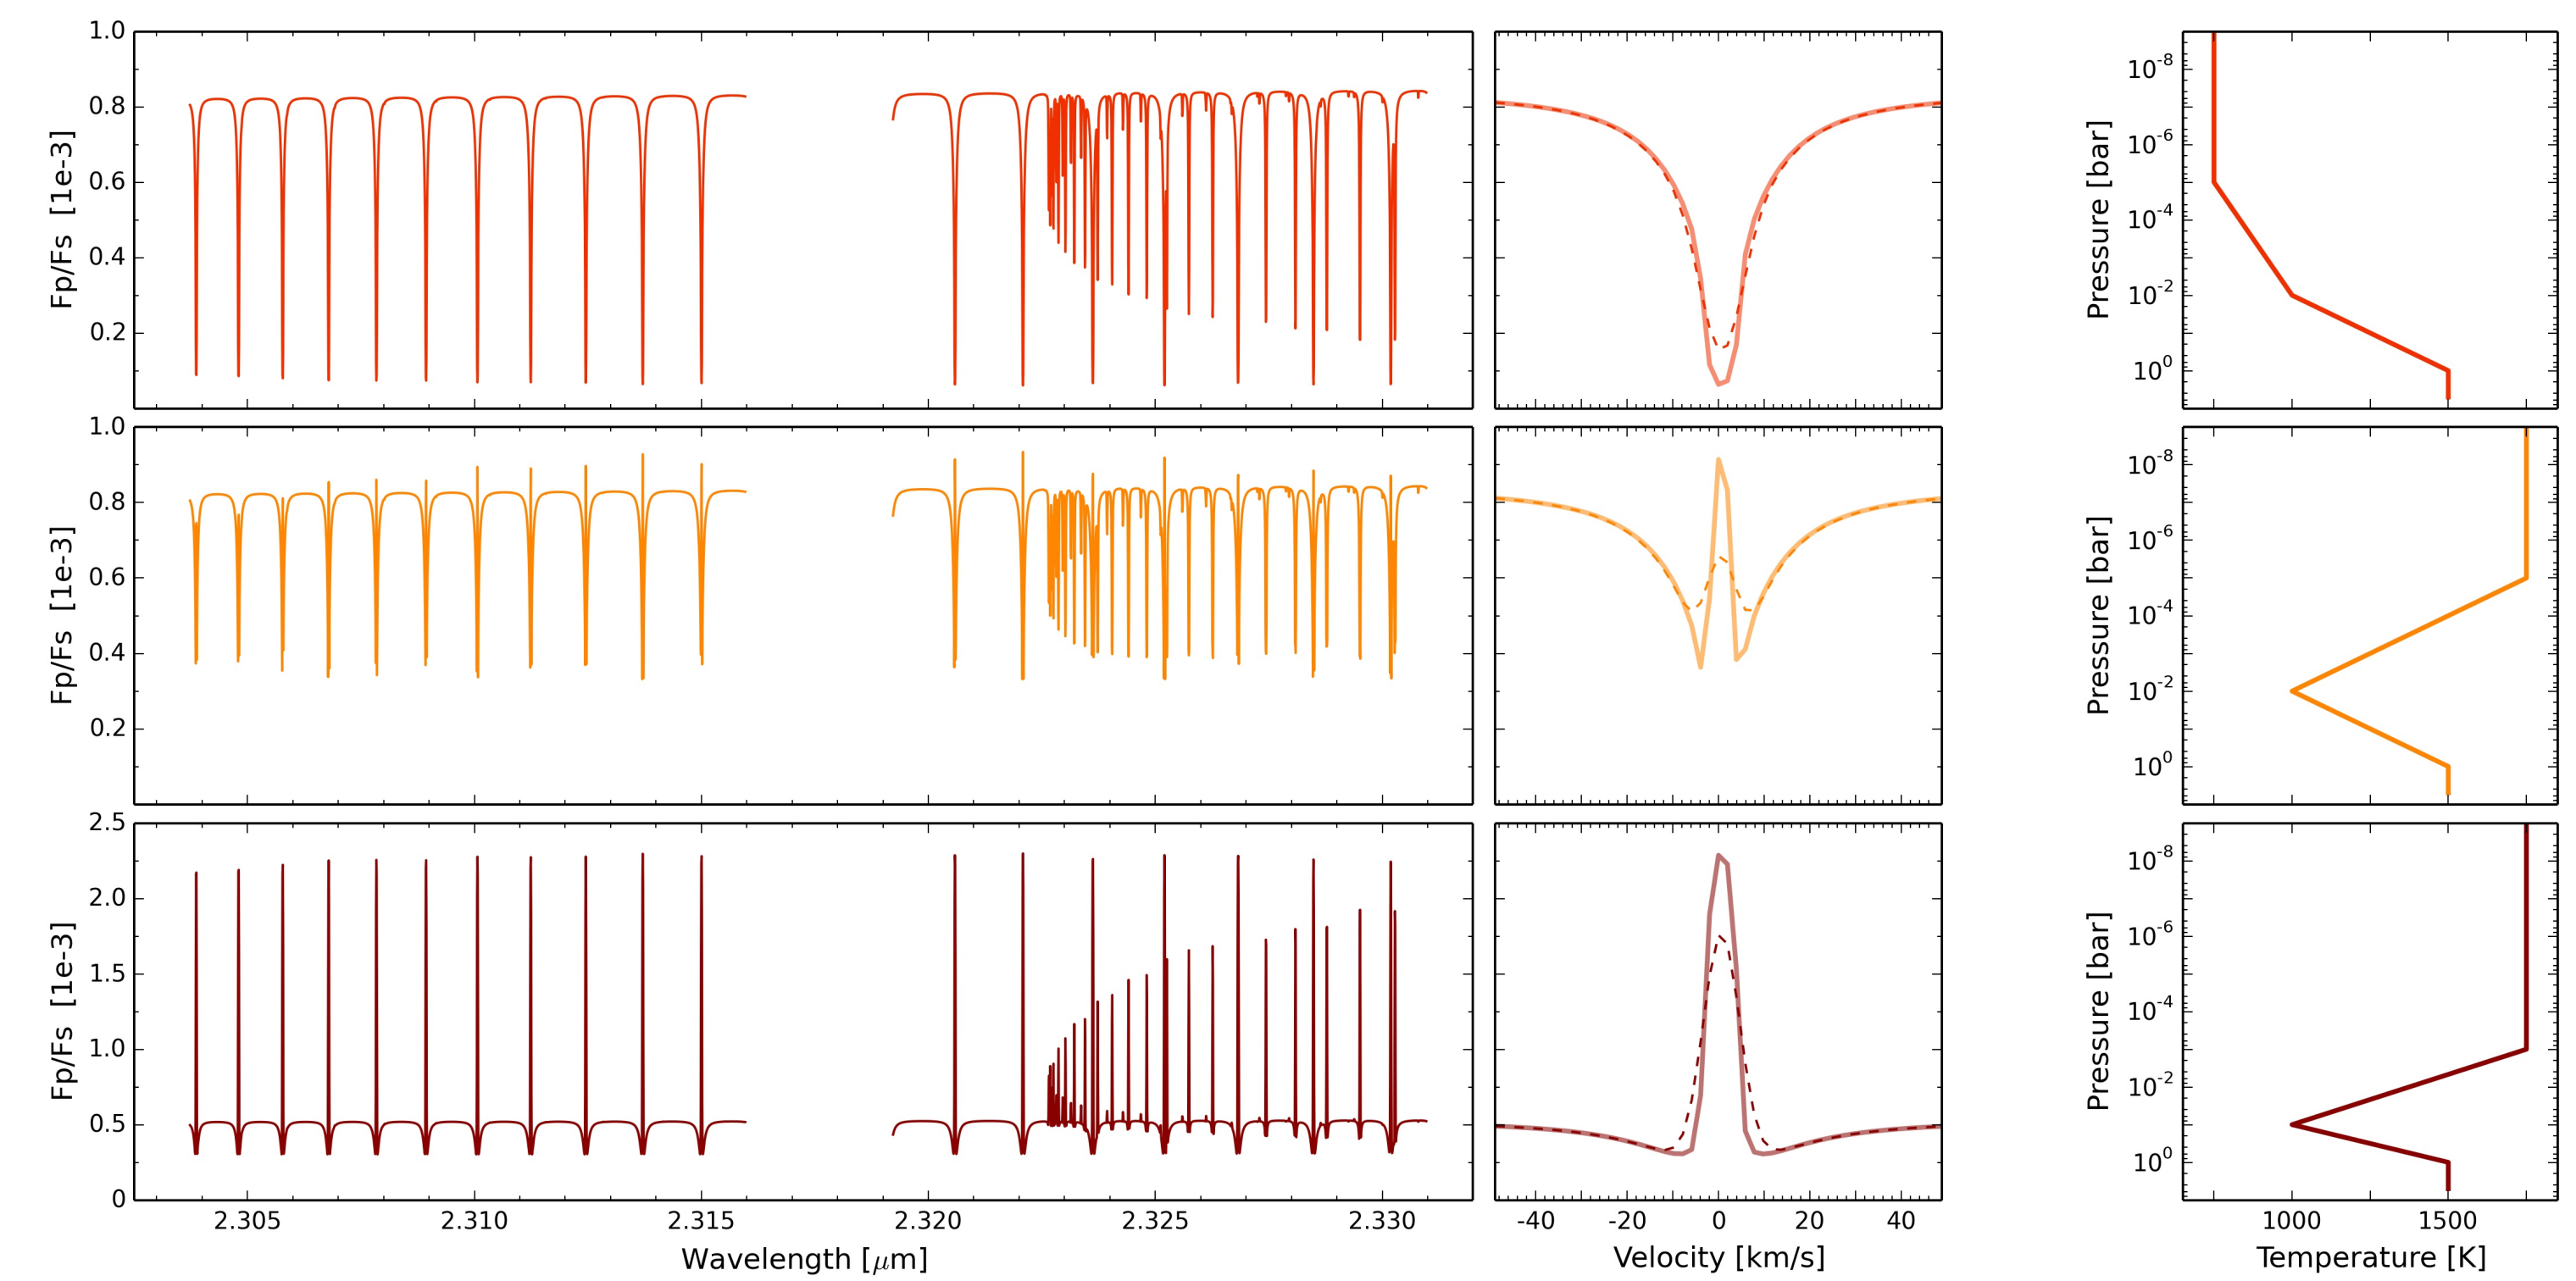 1.0
0.8
0.6
0.4
0.2
Fp/Fs [1e-3]
10-8
10-6
10-4
10-2
100
Pressure [bar]
1.0
0.8
0.6
0.4
0.2
Fp/Fs [1e-3]
10-8
10-6
10-4
10-2
100
Pressure [bar]
2.5
2.0
1.5
1.0
0.5
0
Fp/Fs [1e-3]
10-8
10-6
10-4
10-2
100
Pressure [bar]
2.305 2.310 2.315 2.320 2.325 2.330
Wavelength [μm]
-40 -20 0 20 40
Velocity [km/s]
1000 1500
Temperature [K]